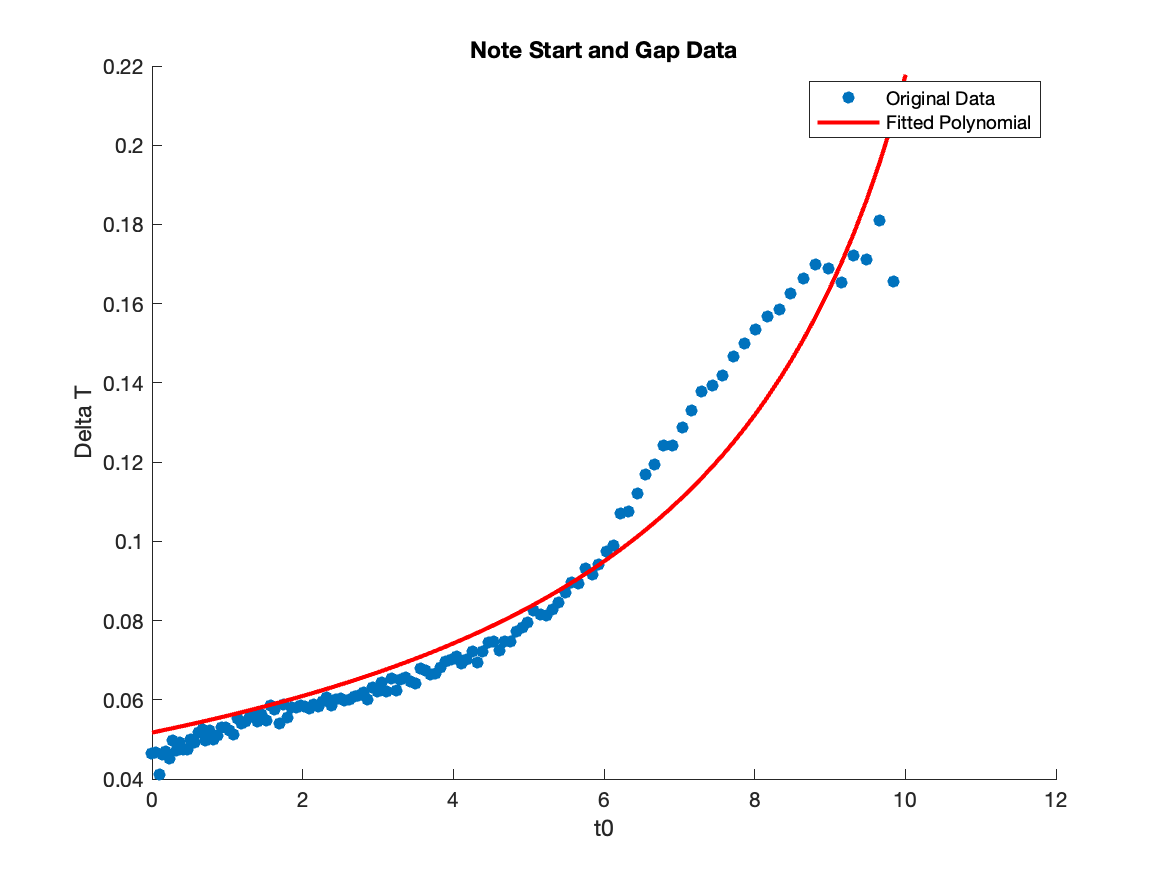 Note Start and Gap Data
0.22
0.2
0.18
0.16
0.14
0.12
0.1
0.08
0.06
0.04
Delta T
Original Data
Fitted Polynomial
0 2 4 6 8 10 12
t0